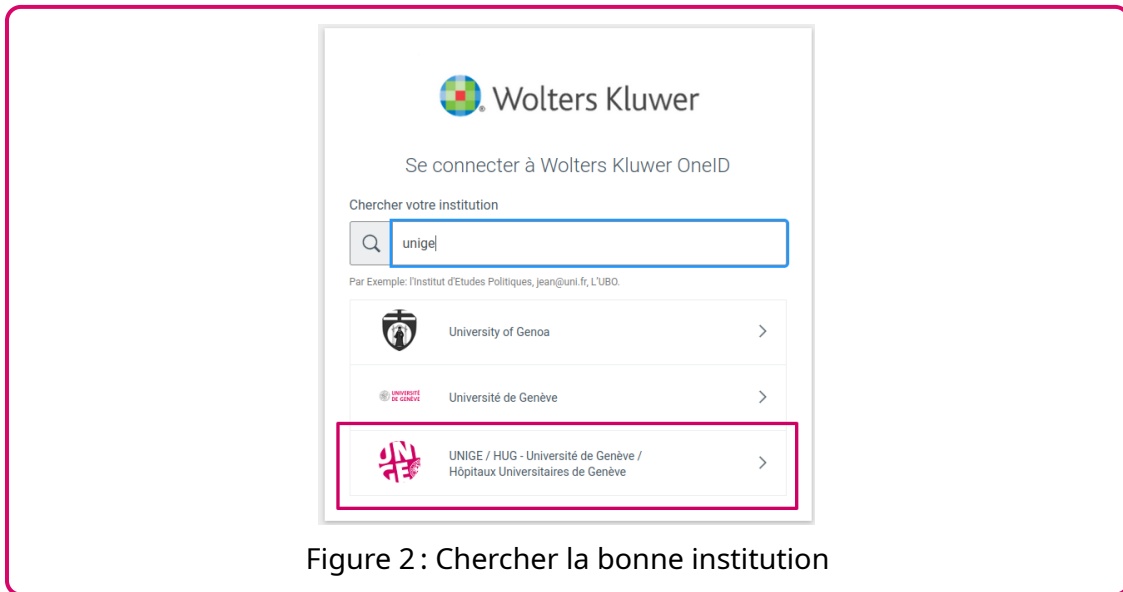 Wolters Kluwer
Se connecter à Wolters Kluwer OneID
Chercher votre institution
unige
Par Exemple: l'Institut d'Etudes Politiques, jean@uni.fr, L'UBO.
University of Genoa
UNIVERSITÉ
DE GENÈVE
Université de Genève
UNIGE
UNIGE / HUG - Université de Genève /
Hôpitaux Universitaires de Genève
Figure 2 : Chercher la bonne institution